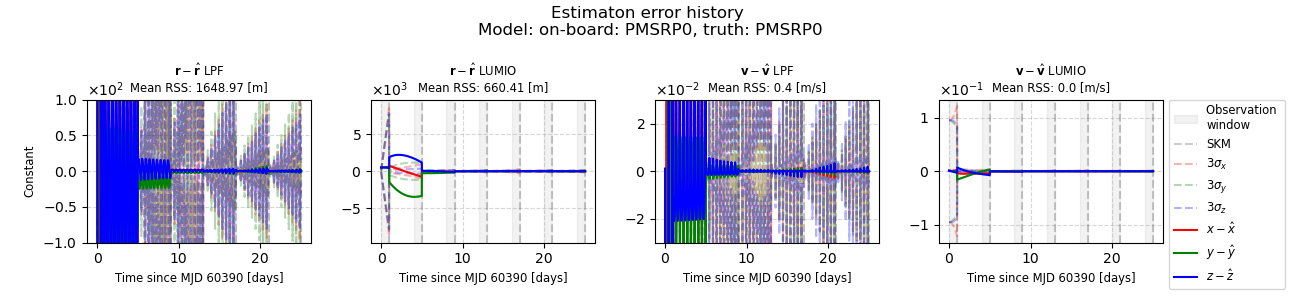 Estimaton error history
Model: on-board: PMSRP0, truth: PMSRP0
r − r̂ LPF
×10² Mean RSS: 1648.97 [m]
1.0
0.5
0.0
−0.5
−1.0
Constant
0
10
20
Time since MJD 60390 [days]
r − r̂ LUMIO
×10³ Mean RSS: 660.41 [m]
5
0
−5
0
20
Time since MJD 60390 [days]
v − v̂ LPF
×10⁻² Mean RSS: 0.4 [m/s]
2
0
−2
0
10
20
Time since MJD 60390 [days]
v − v̂ LUMIO
×10⁻¹ Mean RSS: 0.0 [m/s]
1
0
−1
0
20
Time since MJD 60390 [days]
Observation
window
SKM
3σx
3σy
3σz
x − x̂
y − ŷ
z − ẑ